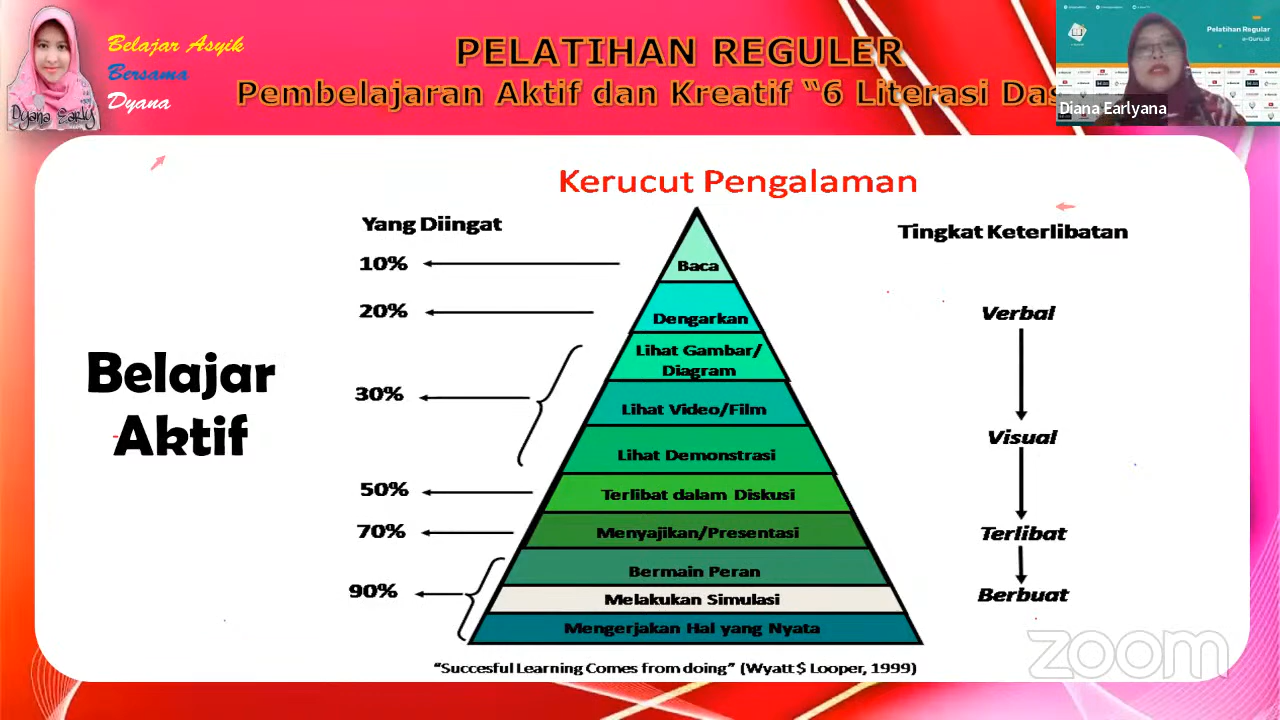 Belajar Asyik
Bersama
Dyana
Dyana Early
PELATIHAN REGULER
Pembelajaran Aktif dan Kreatif “6 Literasi Das
Pelatihan Regular
e-Guru.id
Diana Earlyana
Kerucut Pengalaman
Yang Diingat
Tingkat Keterlibatan
10%
Baca
20%
Dengarkan
Verbal
Lihat Gambar/
Diagram
Belajar
Aktif
30%
Lihat Video/Film
Visual
Lihat Demonstrasi
50%
Terlibat dalam Diskusi
70%
Menyajikan/Presentasi
Terlibat
90%
Bermain Peran
Melakukan Simulasi
Berbuat
Mengerjakan Hal yang Nyata
“Succesful Learning Comes from doing” (Wyatt $ Looper, 1999)
zoom